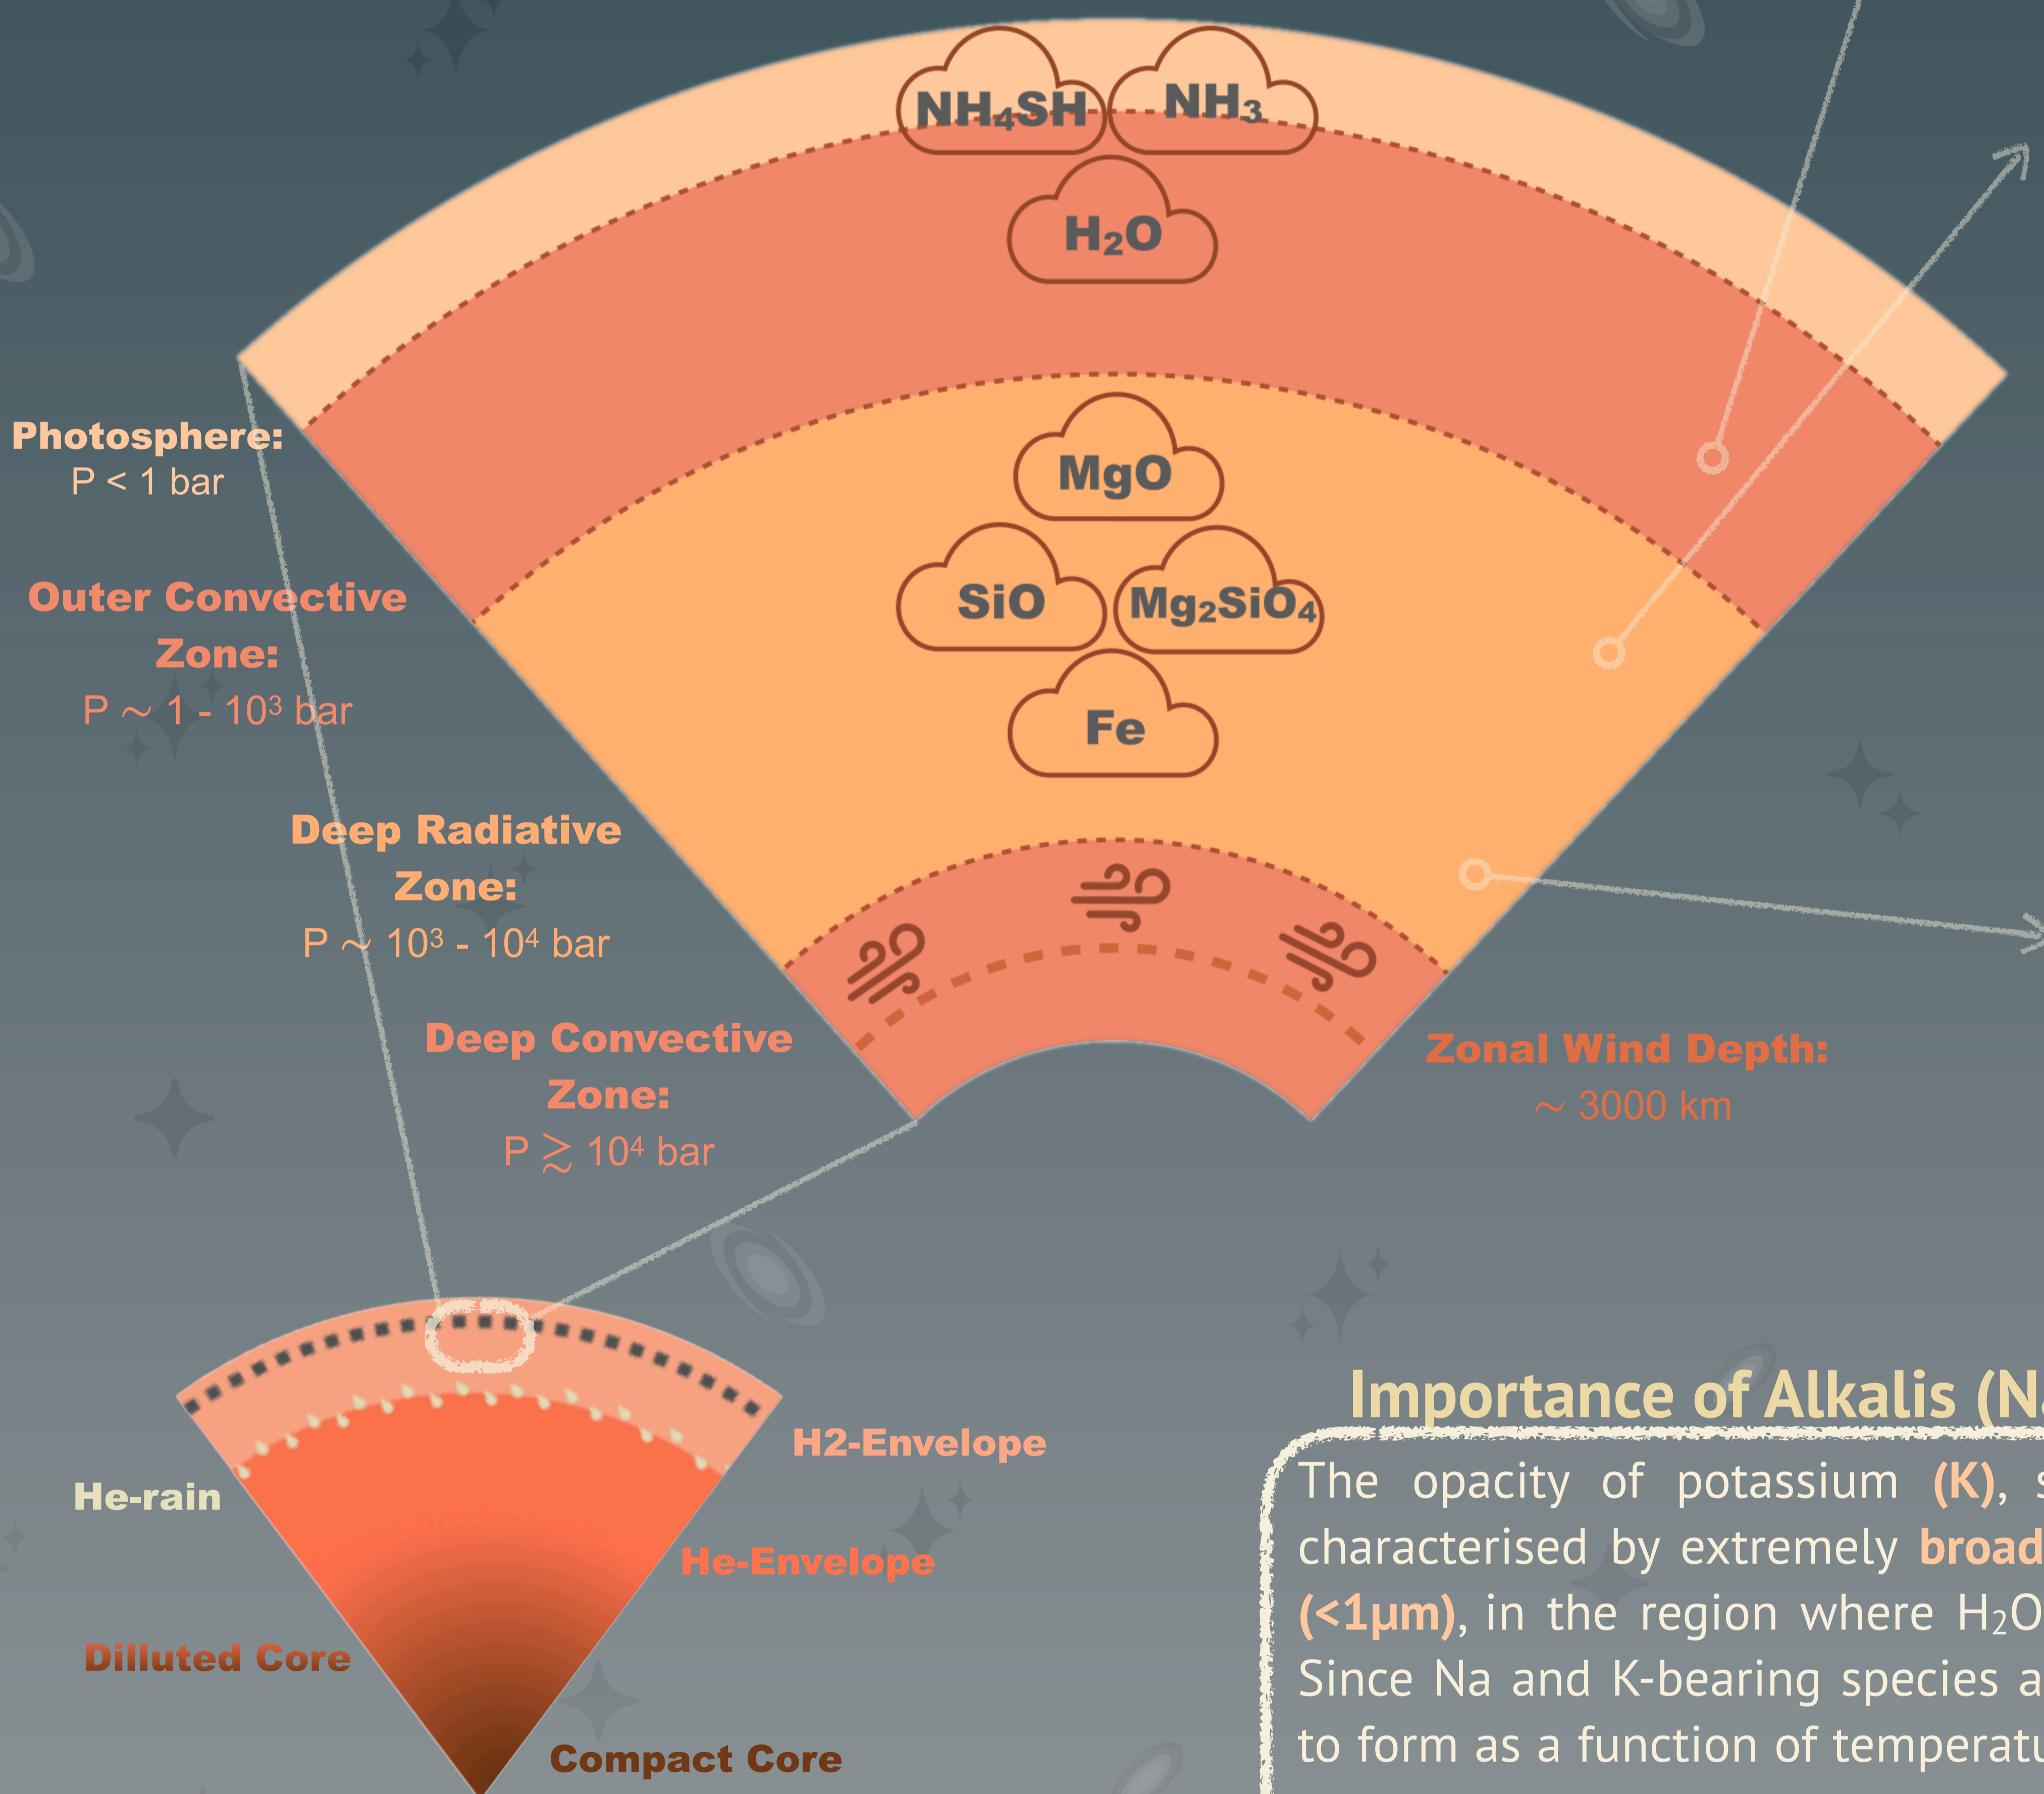 NH₄SH
NH₃
H₂O
MgO
SiO
Mg₂SiO₄
Fe
Photosphere:
P < 1 bar
Outer Convective
Zone:
P ∼ 1 - 10³ bar
Deep Radiative
Zone:
P ∼ 10³ - 10⁴ bar
Deep Convective
Zone:
P ≳ 10⁴ bar
Zonal Wind Depth:
∼ 3000 km
H2-Envelope
He-rain
He-Envelope
Dilluted Core
Compact Core
Importance of Alkalis (N
The opacity of potassium (K),
characterised by extremely broad
(<1µm), in the region where H₂O
Since Na and K-bearing species a
to form as a function of temperatu